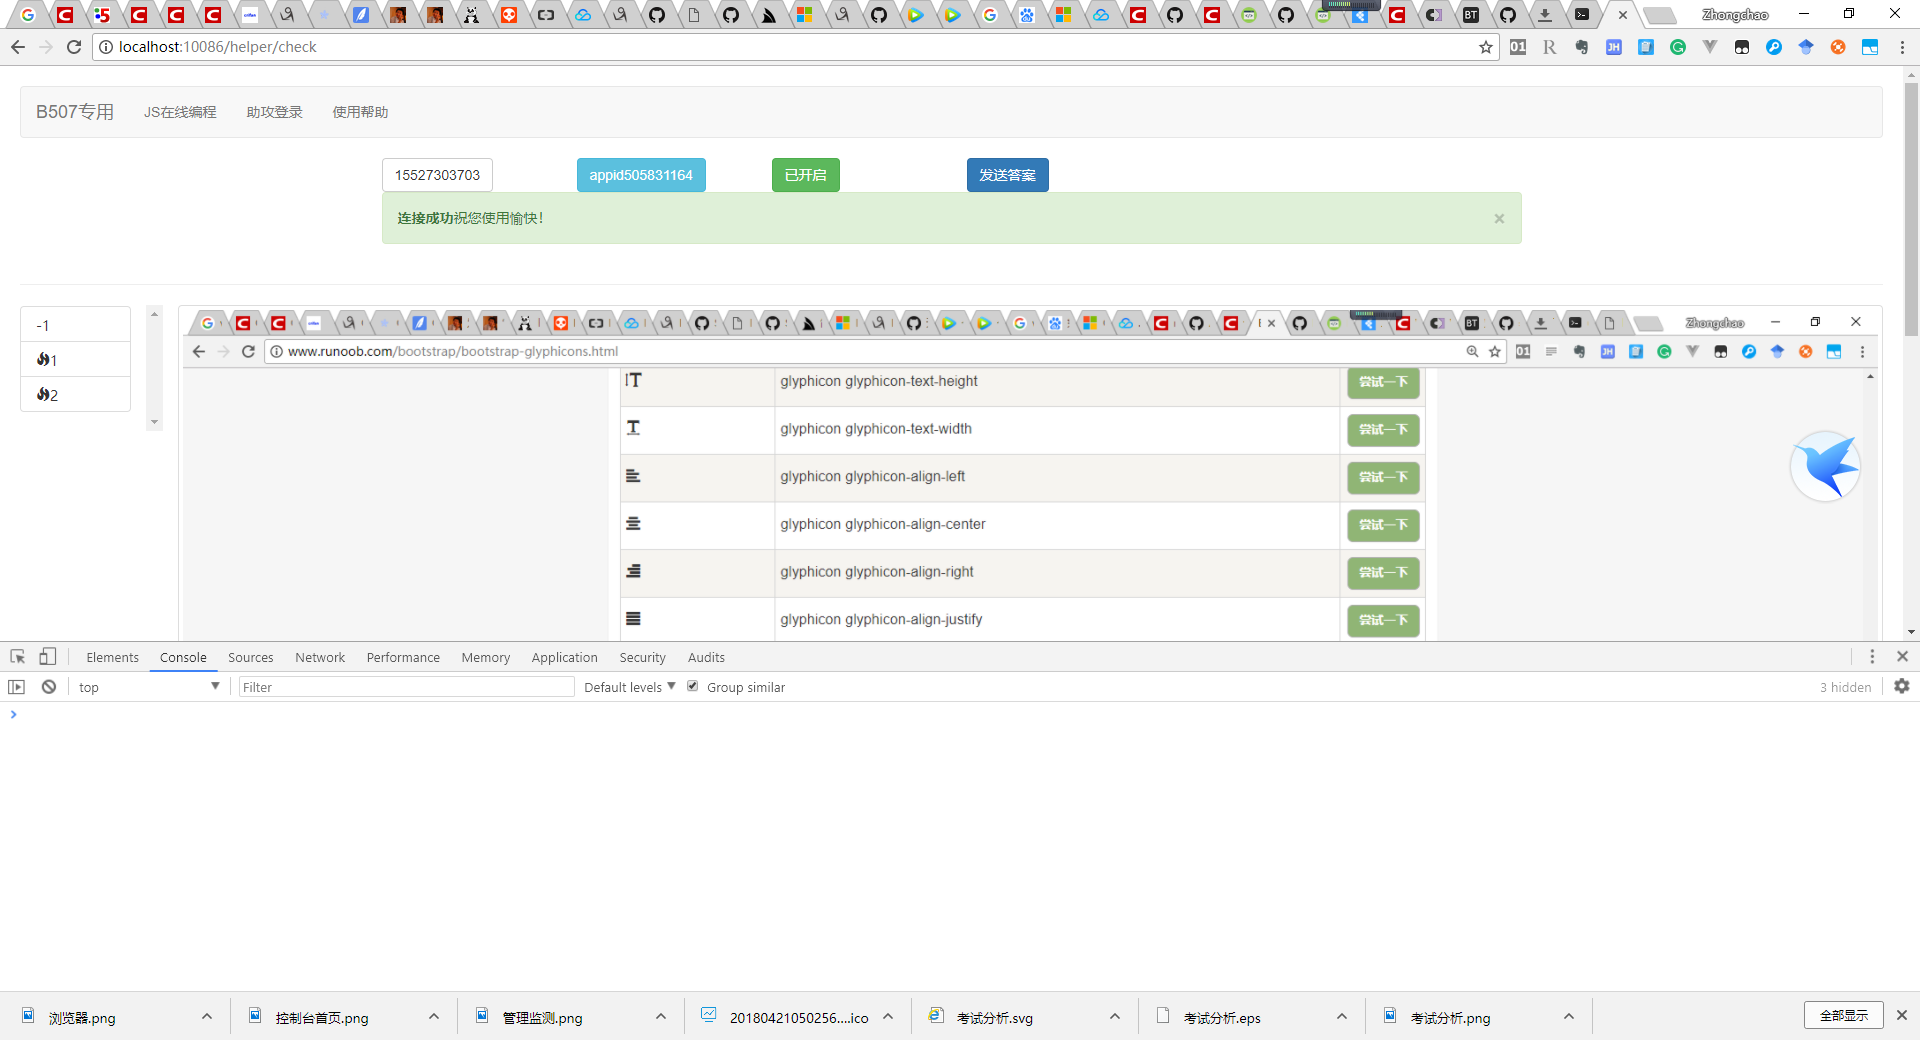 Zhongchao
localhost:10086/helper/check
01 R JH
B507专用 JS在线编程 助攻登录 使用帮助
15527303703 appid505831164 已开启 发送答案
连接成功祝您使用愉快！ ×
-1
1
2
Zhongchao
www.runoob.com/bootstrap/bootstrap-glyphicons.html
01 JH
glyphicon glyphicon-text-height 尝试一下
glyphicon glyphicon-text-width 尝试一下
glyphicon glyphicon-align-left 尝试一下
glyphicon glyphicon-align-center 尝试一下
glyphicon glyphicon-align-right 尝试一下
glyphicon glyphicon-align-justify 尝试一下
Elements Console Sources Network Performance Memory Application Security Audits
top Filter Default levels Group similar 3 hidden
浏览器.png 控制台首页.png 管理监测.png 20180421050256....ico 考试分析.svg 考试分析.eps 考试分析.png 全部显示